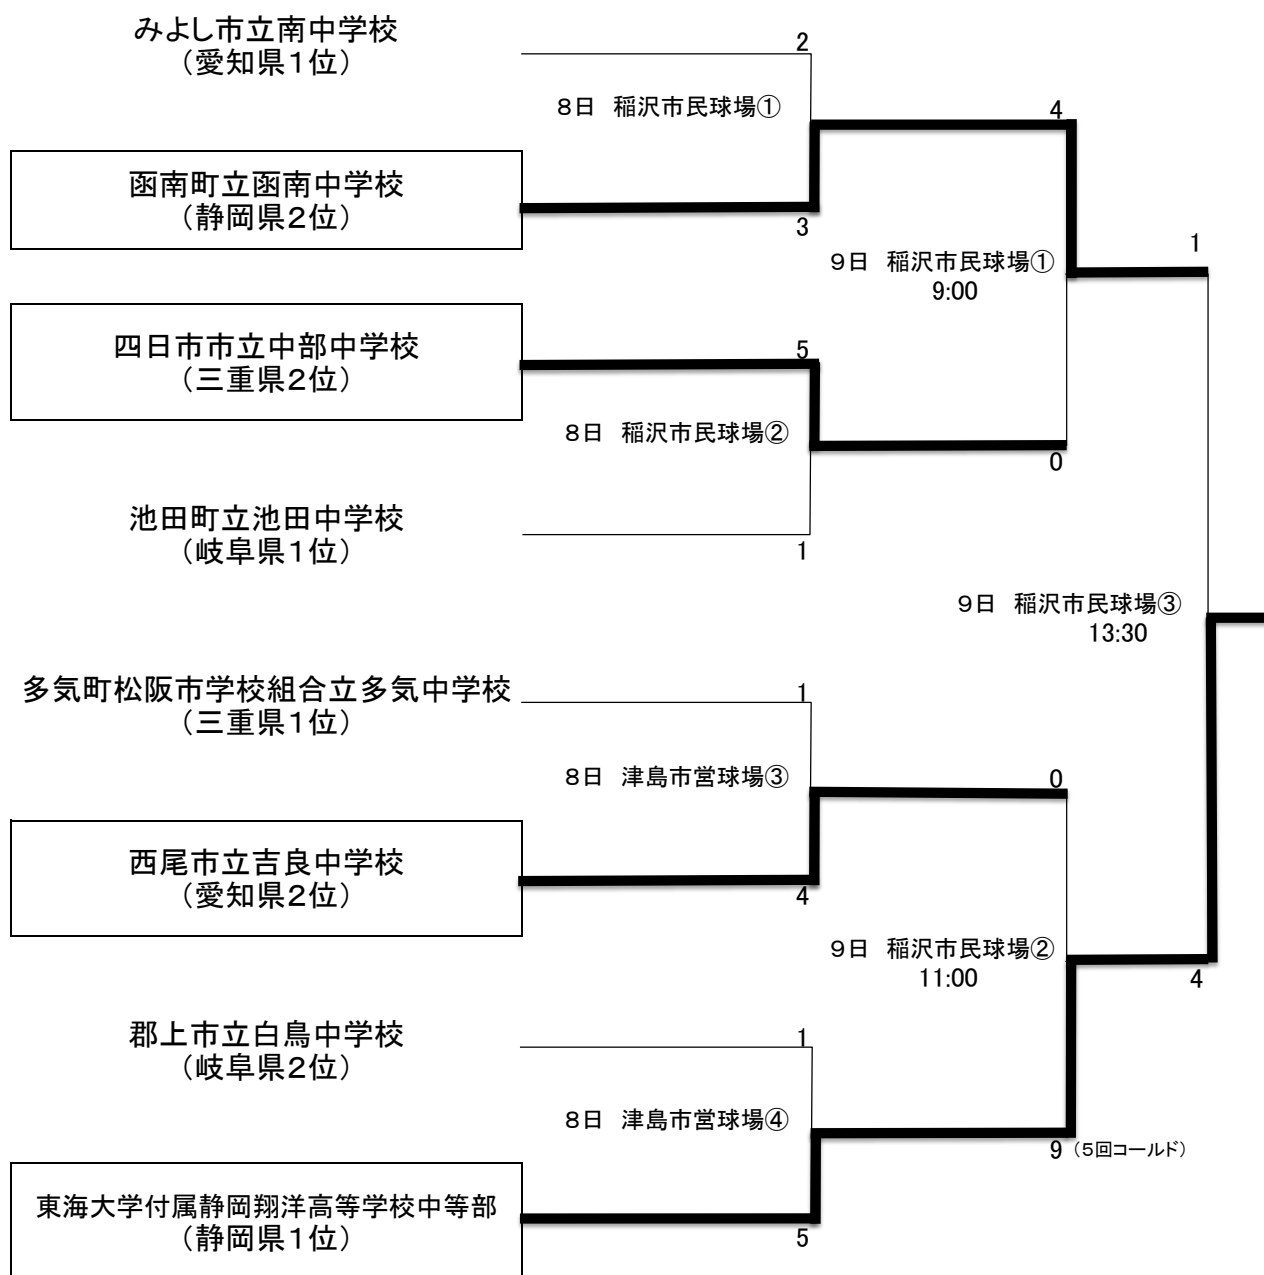 みよし市立南中学校
（愛知県１位）
2
8日　稲沢市民球場①
4
函南町立函南中学校
（静岡県２位）
3
9日　稲沢市民球場①
9:00
1
四日市市立中部中学校
（三重県２位）
5
8日　稲沢市民球場②
0
池田町立池田中学校
（岐阜県１位）
1
9日　稲沢市民球場③
13:30
多気町松阪市学校組合立多気中学校
（三重県１位）
1
8日　津島市営球場③
0
西尾市立吉良中学校
（愛知県２位）
4
9日　稲沢市民球場②
11:00
4
郡上市立白鳥中学校
（岐阜県２位）
1
8日　津島市営球場④
9（５回コールド）
東海大学付属静岡翔洋高等学校中等部
（静岡県１位）
5